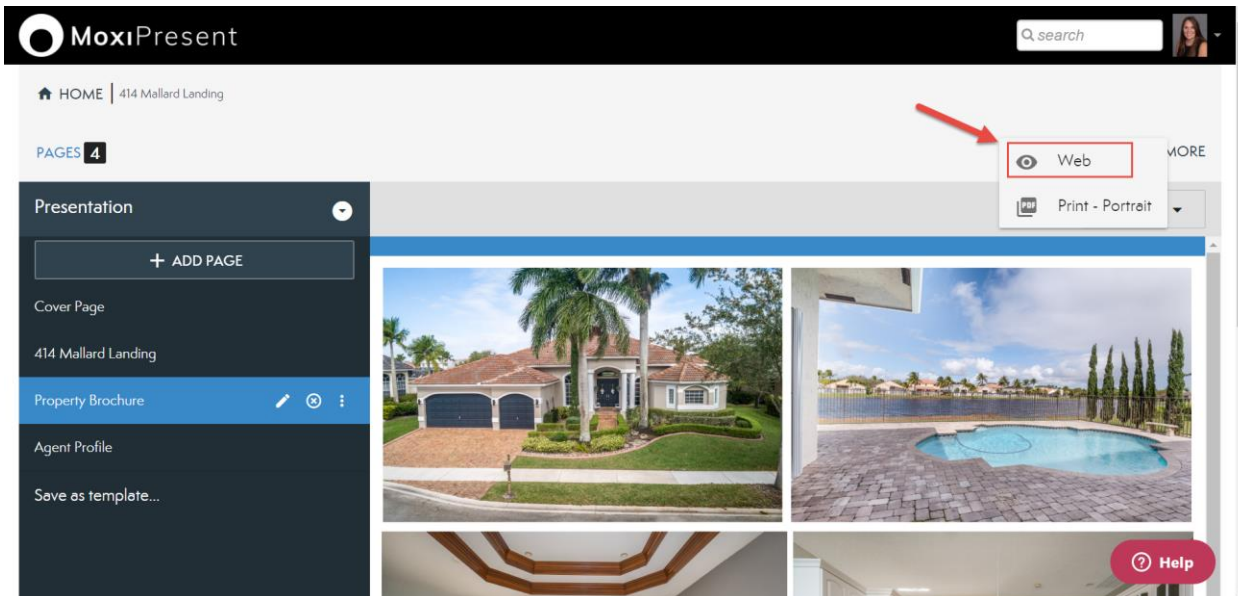 MoxiPresent
search
HOME | 414 Mallard Landing
PAGES 4
MORE
Web
Print - Portrait
PDF
Presentation
+ ADD PAGE
Cover Page
414 Mallard Landing
Property Brochure
Agent Profile
Save as template...
Help